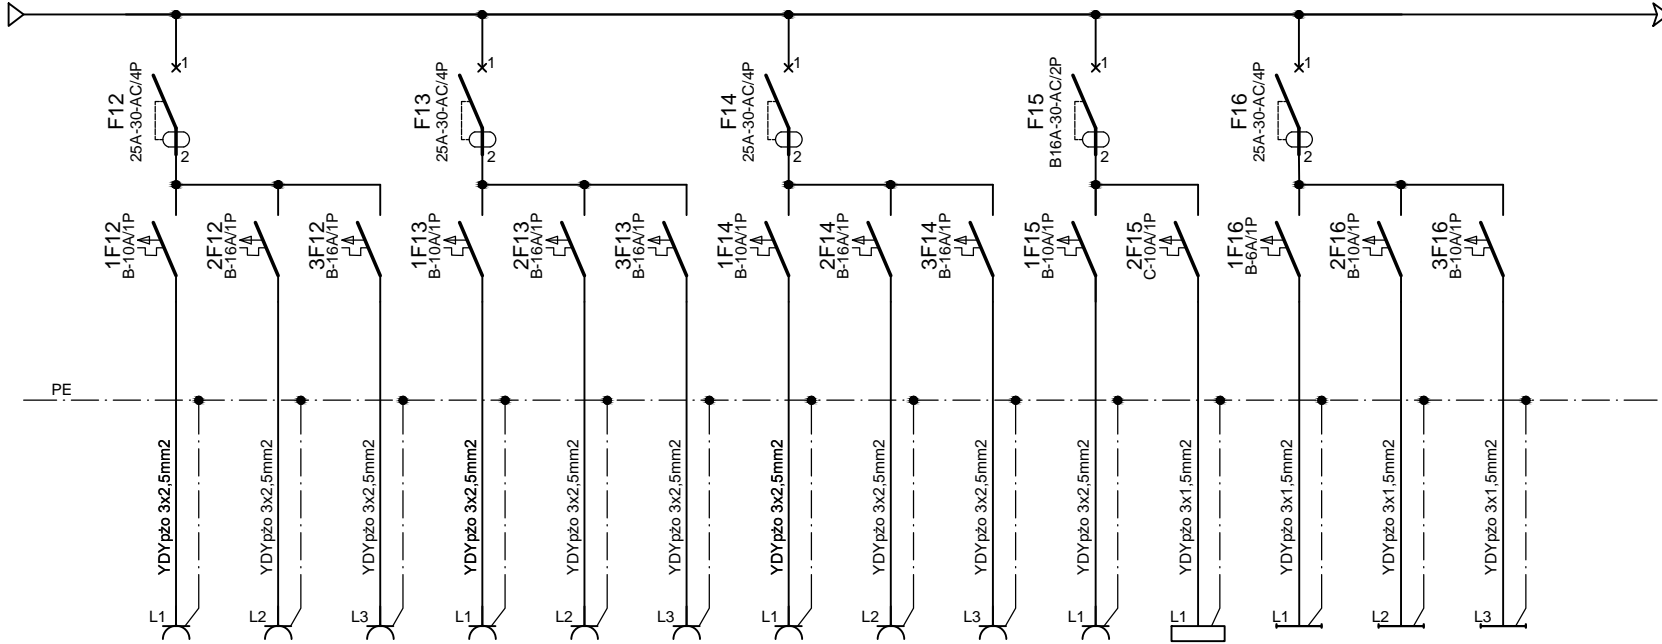 1
F12
25A-30-AC/4P
2
1
F13
25A-30-AC/4P
2
1
F14
25A-30-AC/4P
2
1
F15
B16A-30-AC/2P
2
1
F16
25A-30-AC/4P
2
1F12
B-10A/1P
2F12
B-16A/1P
3F12
B-16A/1P
1F13
B-10A/1P
2F13
B-16A/1P
3F13
B-16A/1P
1F14
B-10A/1P
2F14
B-16A/1P
3F14
B-16A/1P
1F15
B-10A/1P
2F15
C-10A/1P
1F16
B-6A/1P
2F16
B-10A/1P
3F16
B-10A/1P
PE
YDYpżo 3x2,5mm2
YDYpżo 3x2,5mm2
YDYpżo 3x2,5mm2
YDYpżo 3x2,5mm2
YDYpżo 3x2,5mm2
YDYpżo 3x2,5mm2
YDYpżo 3x2,5mm2
YDYpżo 3x2,5mm2
YDYpżo 3x2,5mm2
YDYpżo 3x2,5mm2
YDYpżo 3x1,5mm2
YDYpżo 3x1,5mm2
YDYpżo 3x1,5mm2
YDYpżo 3x1,5mm2
L1
L2
L3
L1
L2
L3
L1
L2
L3
L1
L1
L1
L2
L3